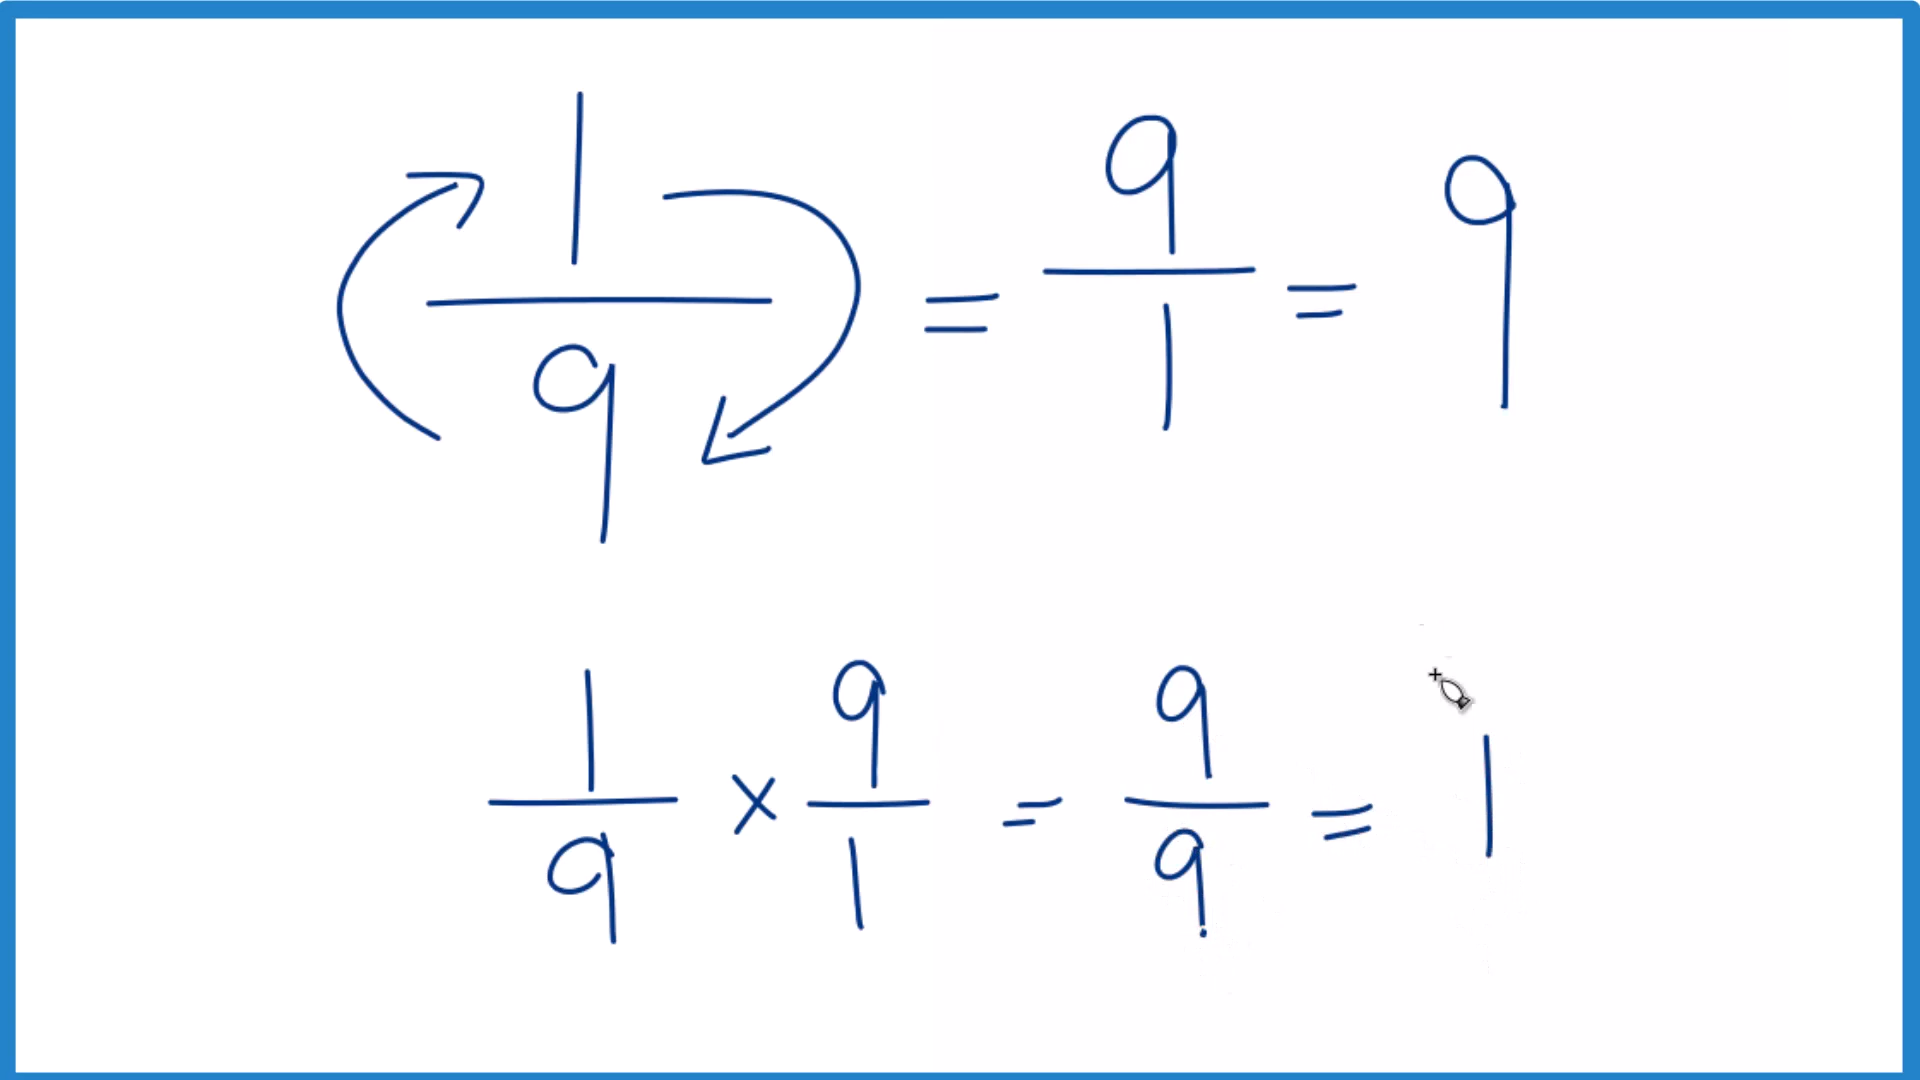 1/9 = 9/1 = 9
1/9 × 9/1 = 9/9 = 1